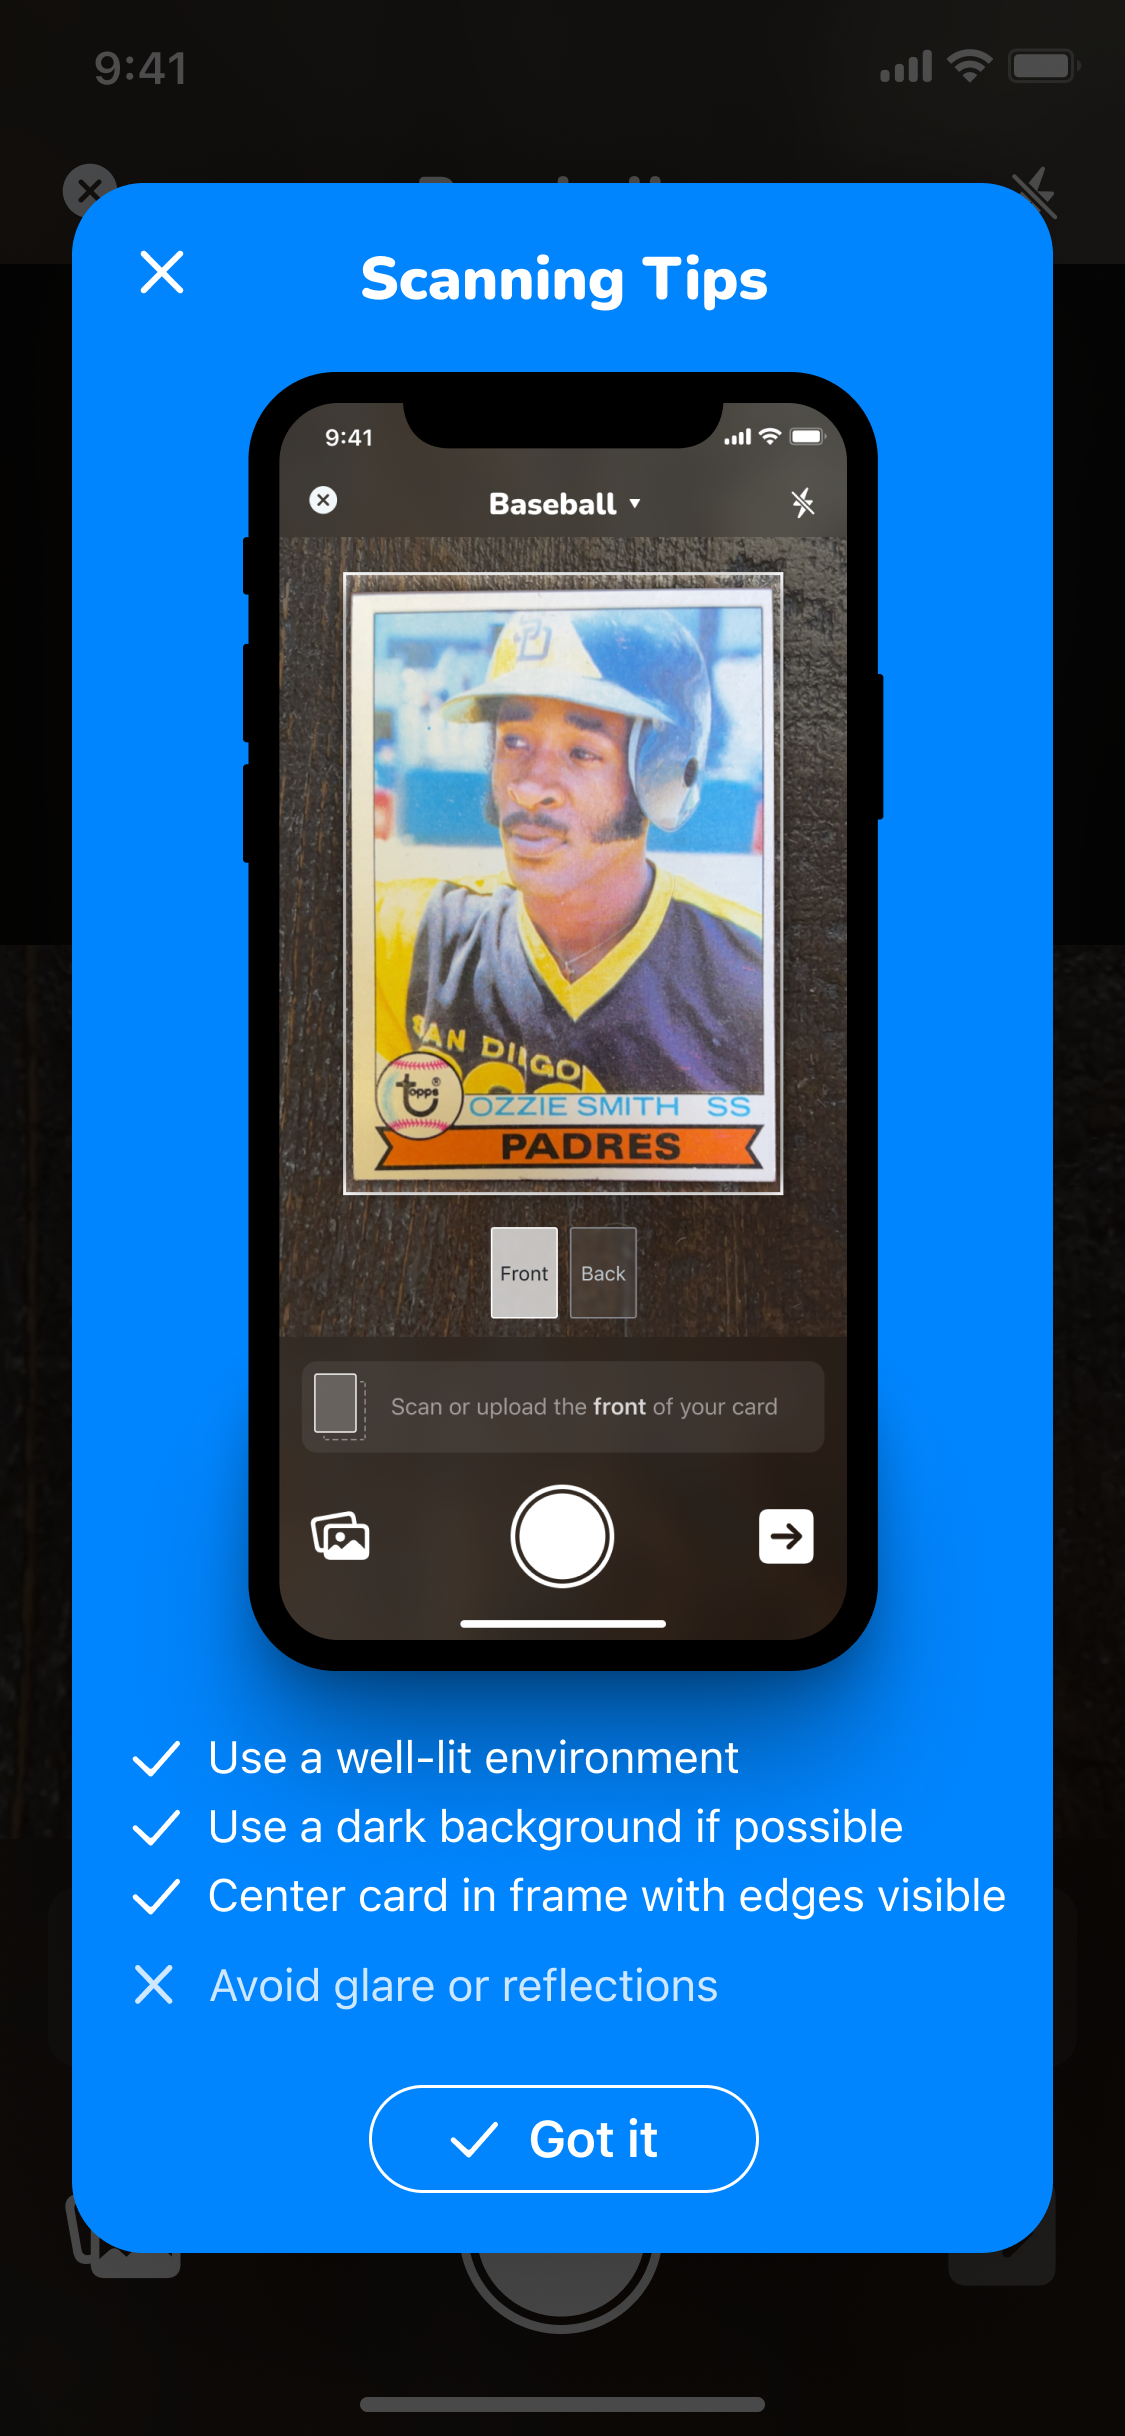 9:41
Scanning Tips
9:41
Baseball
SAN DIEGO
topps
OZZIE SMITH SS
PADRES
Front Back
Scan or upload the front of your card
Use a well-lit environment
Use a dark background if possible
Center card in frame with edges visible
Avoid glare or reflections
Got it